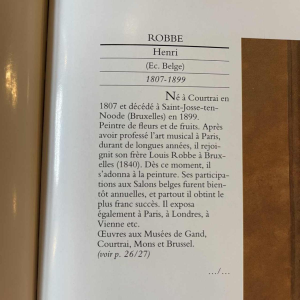 ROBBE
Henri
(Ec. Belge)
1807-1899
Né à Courtrai en
1807 et décédé à Saint-Josse-ten-
Noode (Bruxelles) en 1899.
Peintre de fleurs et de fruits. Après
avoir professé l'art musical à Paris,
durant de longues années, il rejoi-
gnit son frère Louis Robbe à Brux-
elles (1840). Dès ce moment, il
s'adonna à la peinture. Ses participa-
tions aux Salons belges furent bien-
tôt annuelles, et partout il obtint le
plus franc succès. Il exposa
également à Paris, à Londres, à
Vienne etc.
Œuvres aux Musées de Gand,
Courtrai, Mons et Brussel.
(voir p. 26/27)
.../...